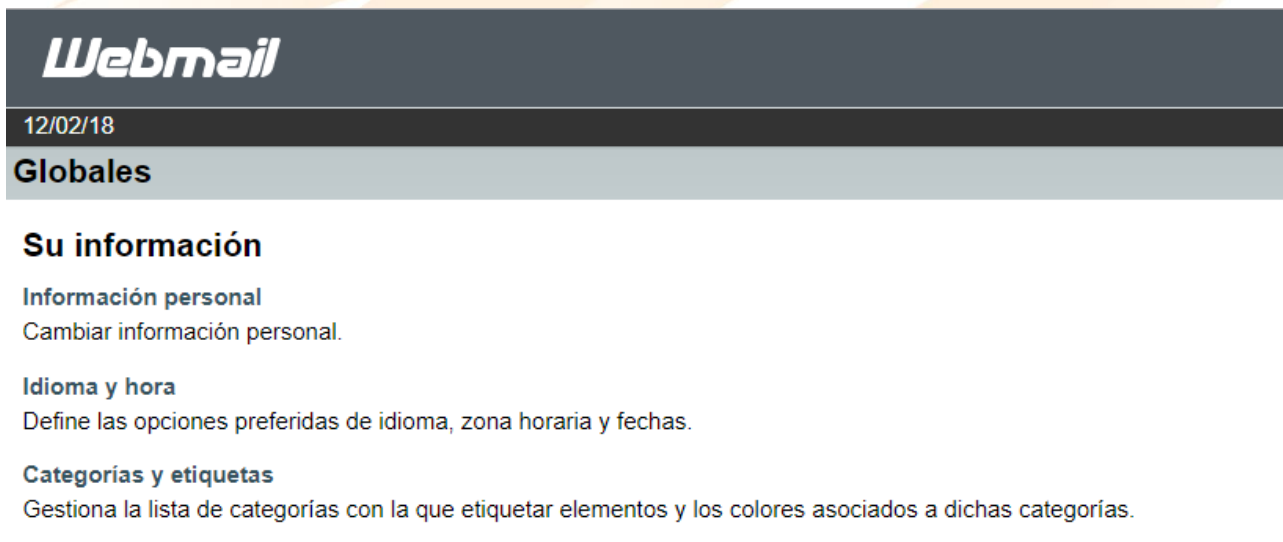 Webmail
12/02/18
Globales
Su información
Información personal
Cambiar información personal.
Idioma y hora
Define las opciones preferidas de idioma, zona horaria y fechas.
Categorías y etiquetas
Gestiona la lista de categorías con la que etiquetar elementos y los colores asociados a dichas categorías.